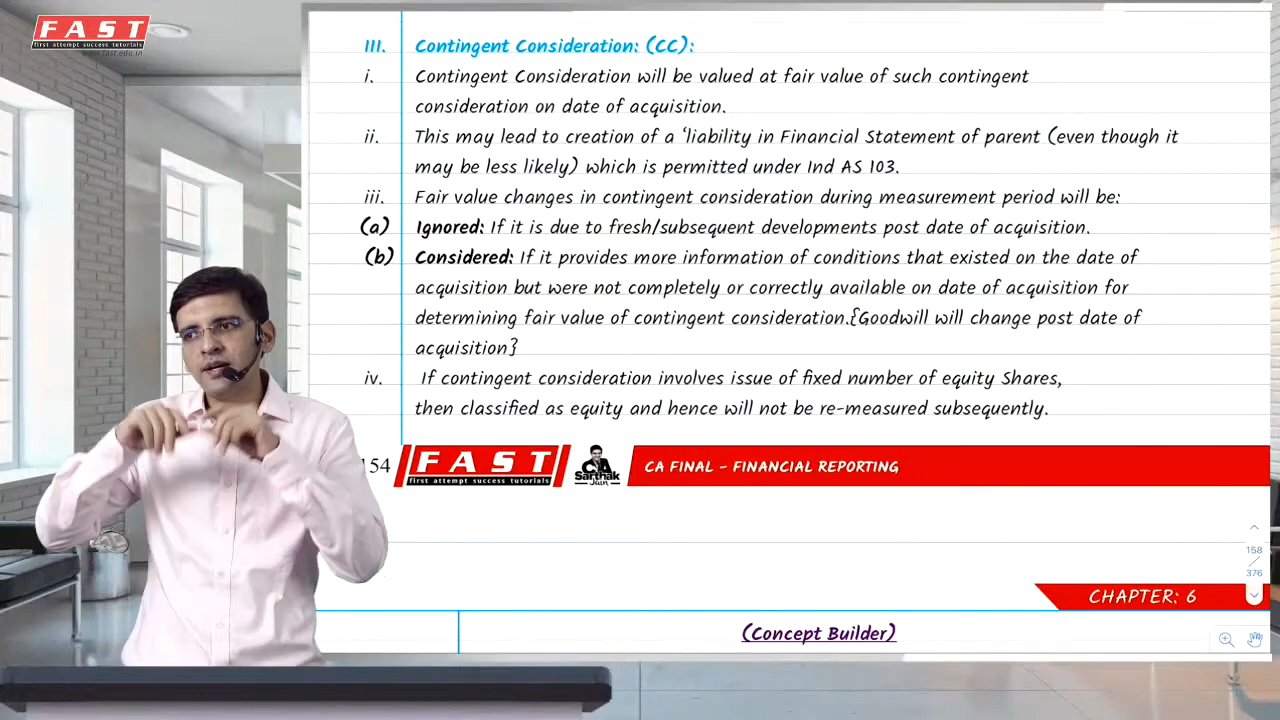 FAST
first attempt success tutorials
www.fast.edu.in
III. Contingent Consideration: (CC):
i. Contingent Consideration will be valued at fair value of such contingent
consideration on date of acquisition.
ii. This may lead to creation of a ‘liability in Financial Statement of parent (even though it
may be less likely) which is permitted under Ind AS 103.
iii. Fair value changes in contingent consideration during measurement period will be:
(a) Ignored: If it is due to fresh/subsequent developments post date of acquisition.
(b) Considered: If it provides more information of conditions that existed on the date of
acquisition but were not completely or correctly available on date of acquisition for
determining fair value of contingent consideration.{Goodwill will change post date of
acquisition}
iv. If contingent consideration involves issue of fixed number of equity Shares,
then classified as equity and hence will not be re-measured subsequently.
154 FAST
first attempt success tutorials
CA
Sarthak
Jain
CA FINAL - FINANCIAL REPORTING
158
376
CHAPTER: 6
(Concept Builder)